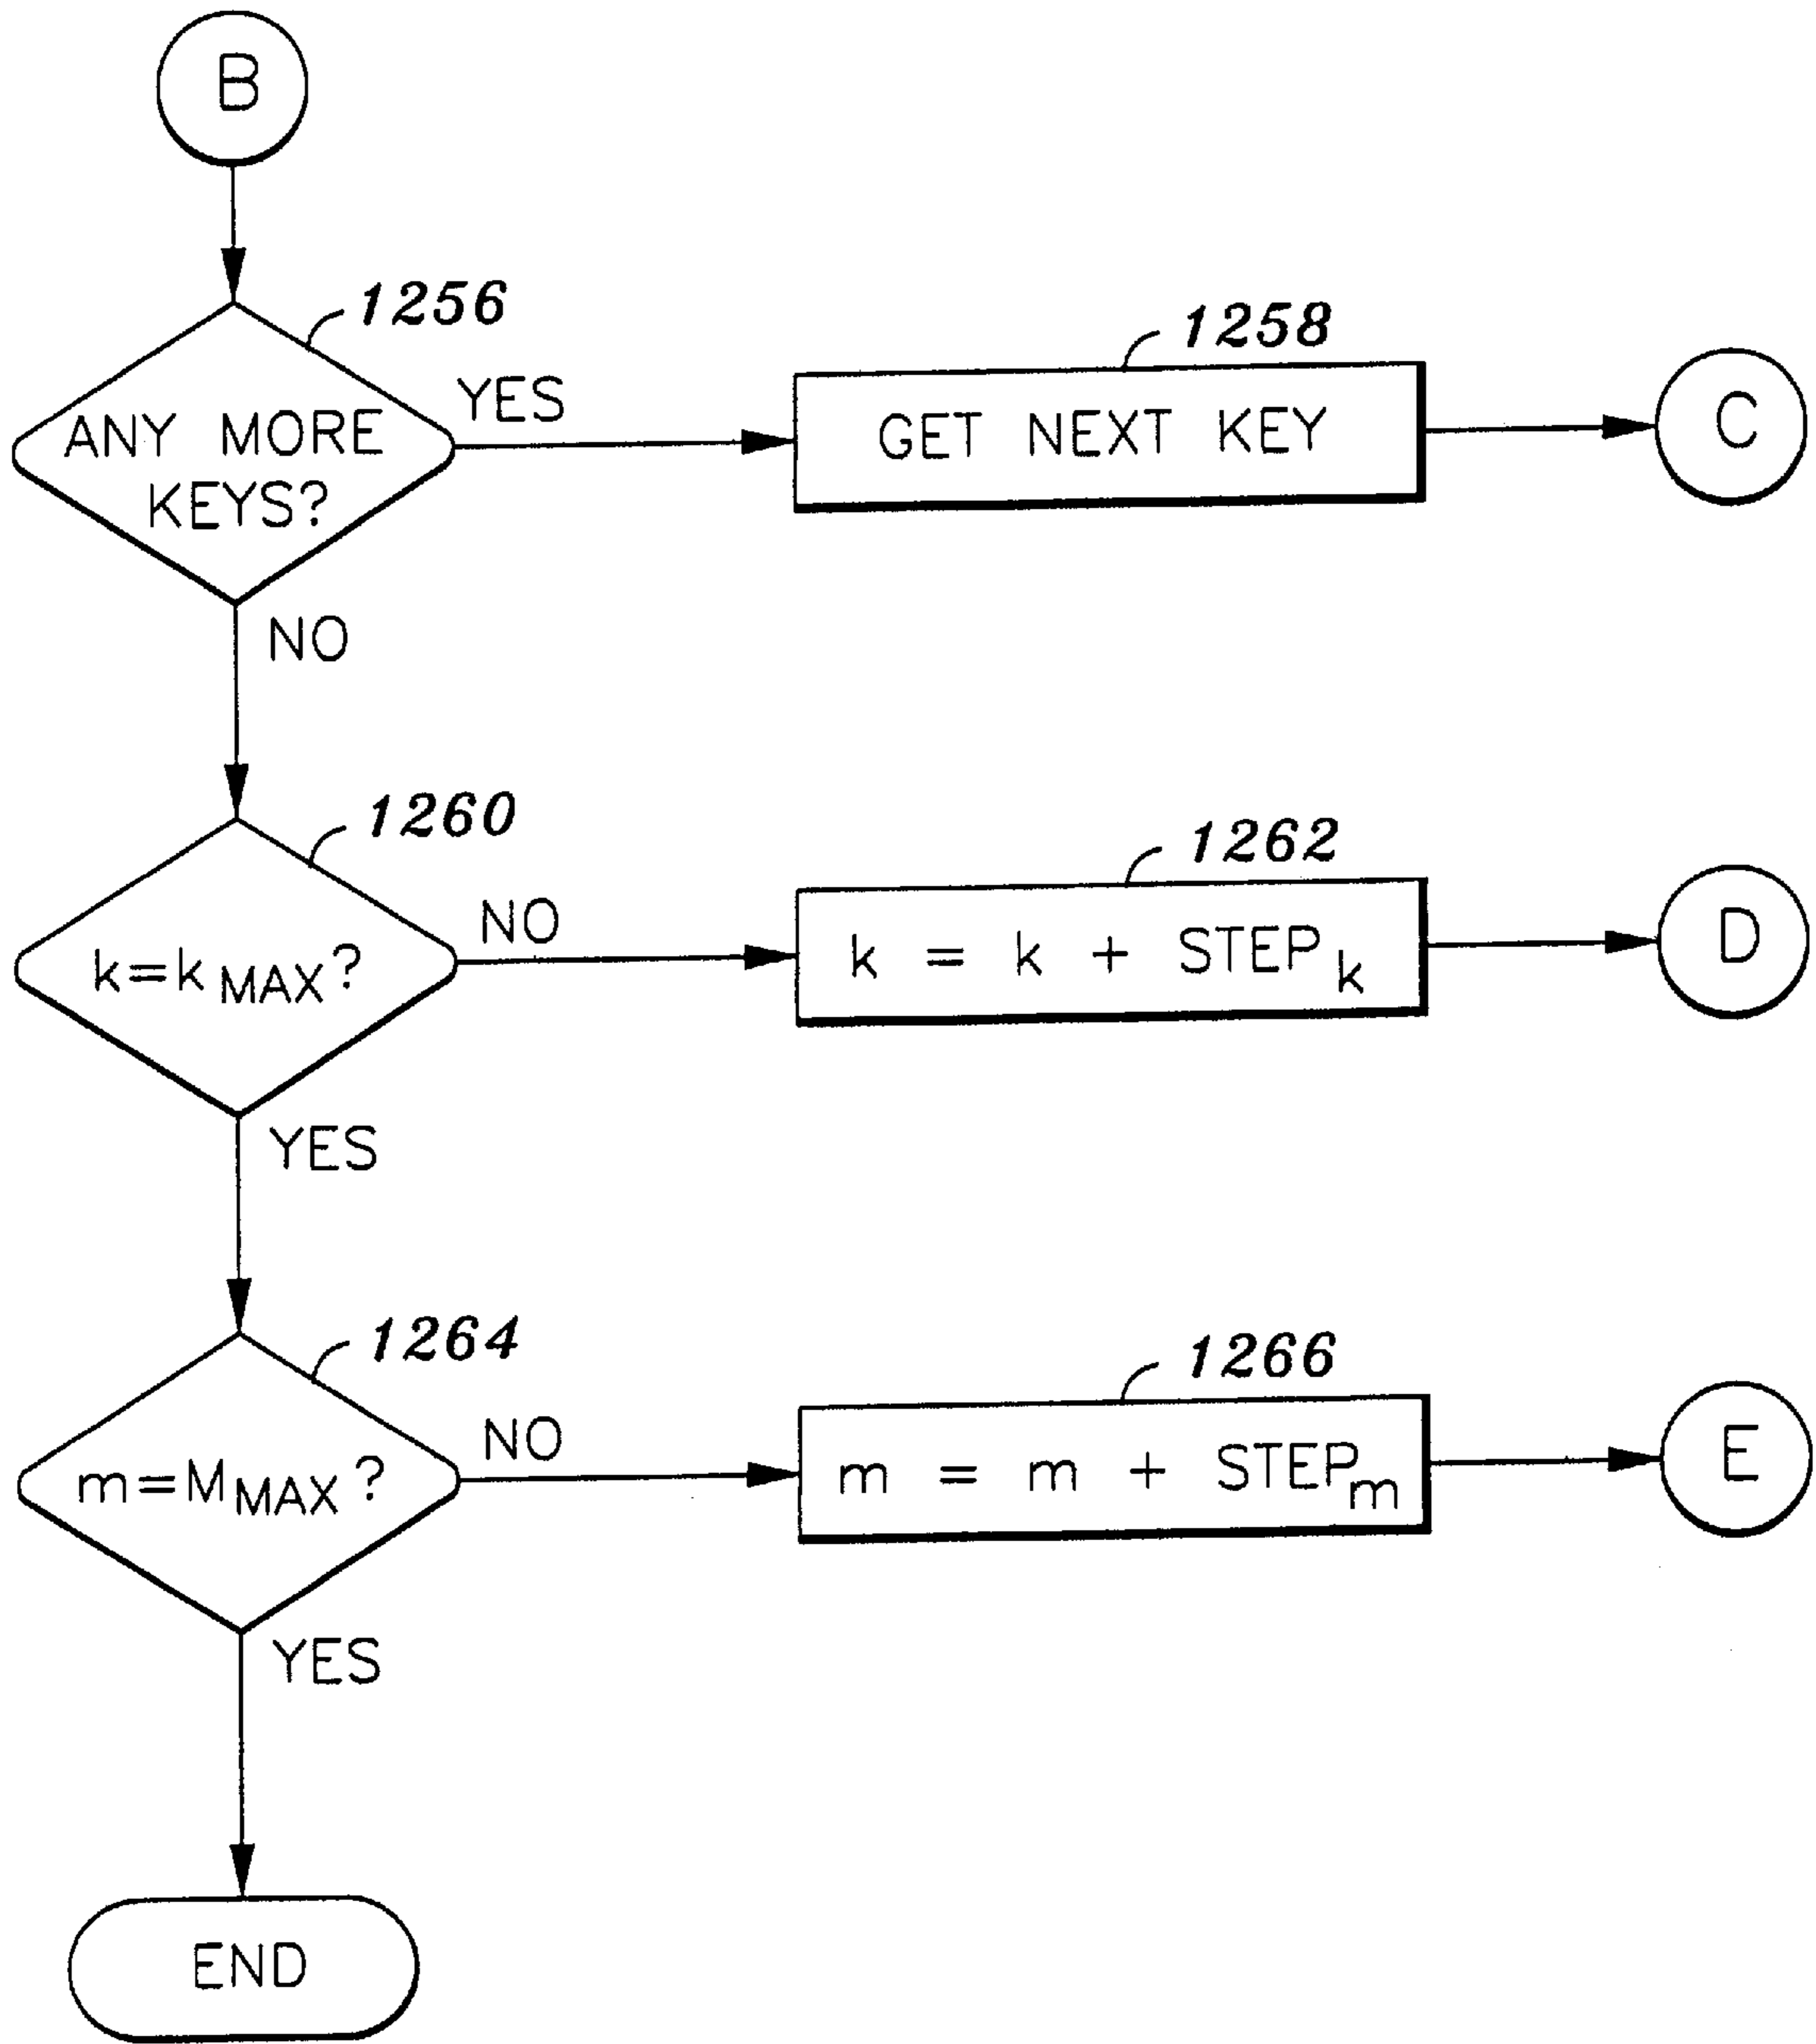 B
1256
1258
ANY MORE
KEYS?
YES
GET NEXT KEY
C
NO
1260
1262
k=kMAX?
NO
k = k + STEPk
D
YES
1264
1266
m=MMAX?
NO
m = m + STEPm
E
YES
END